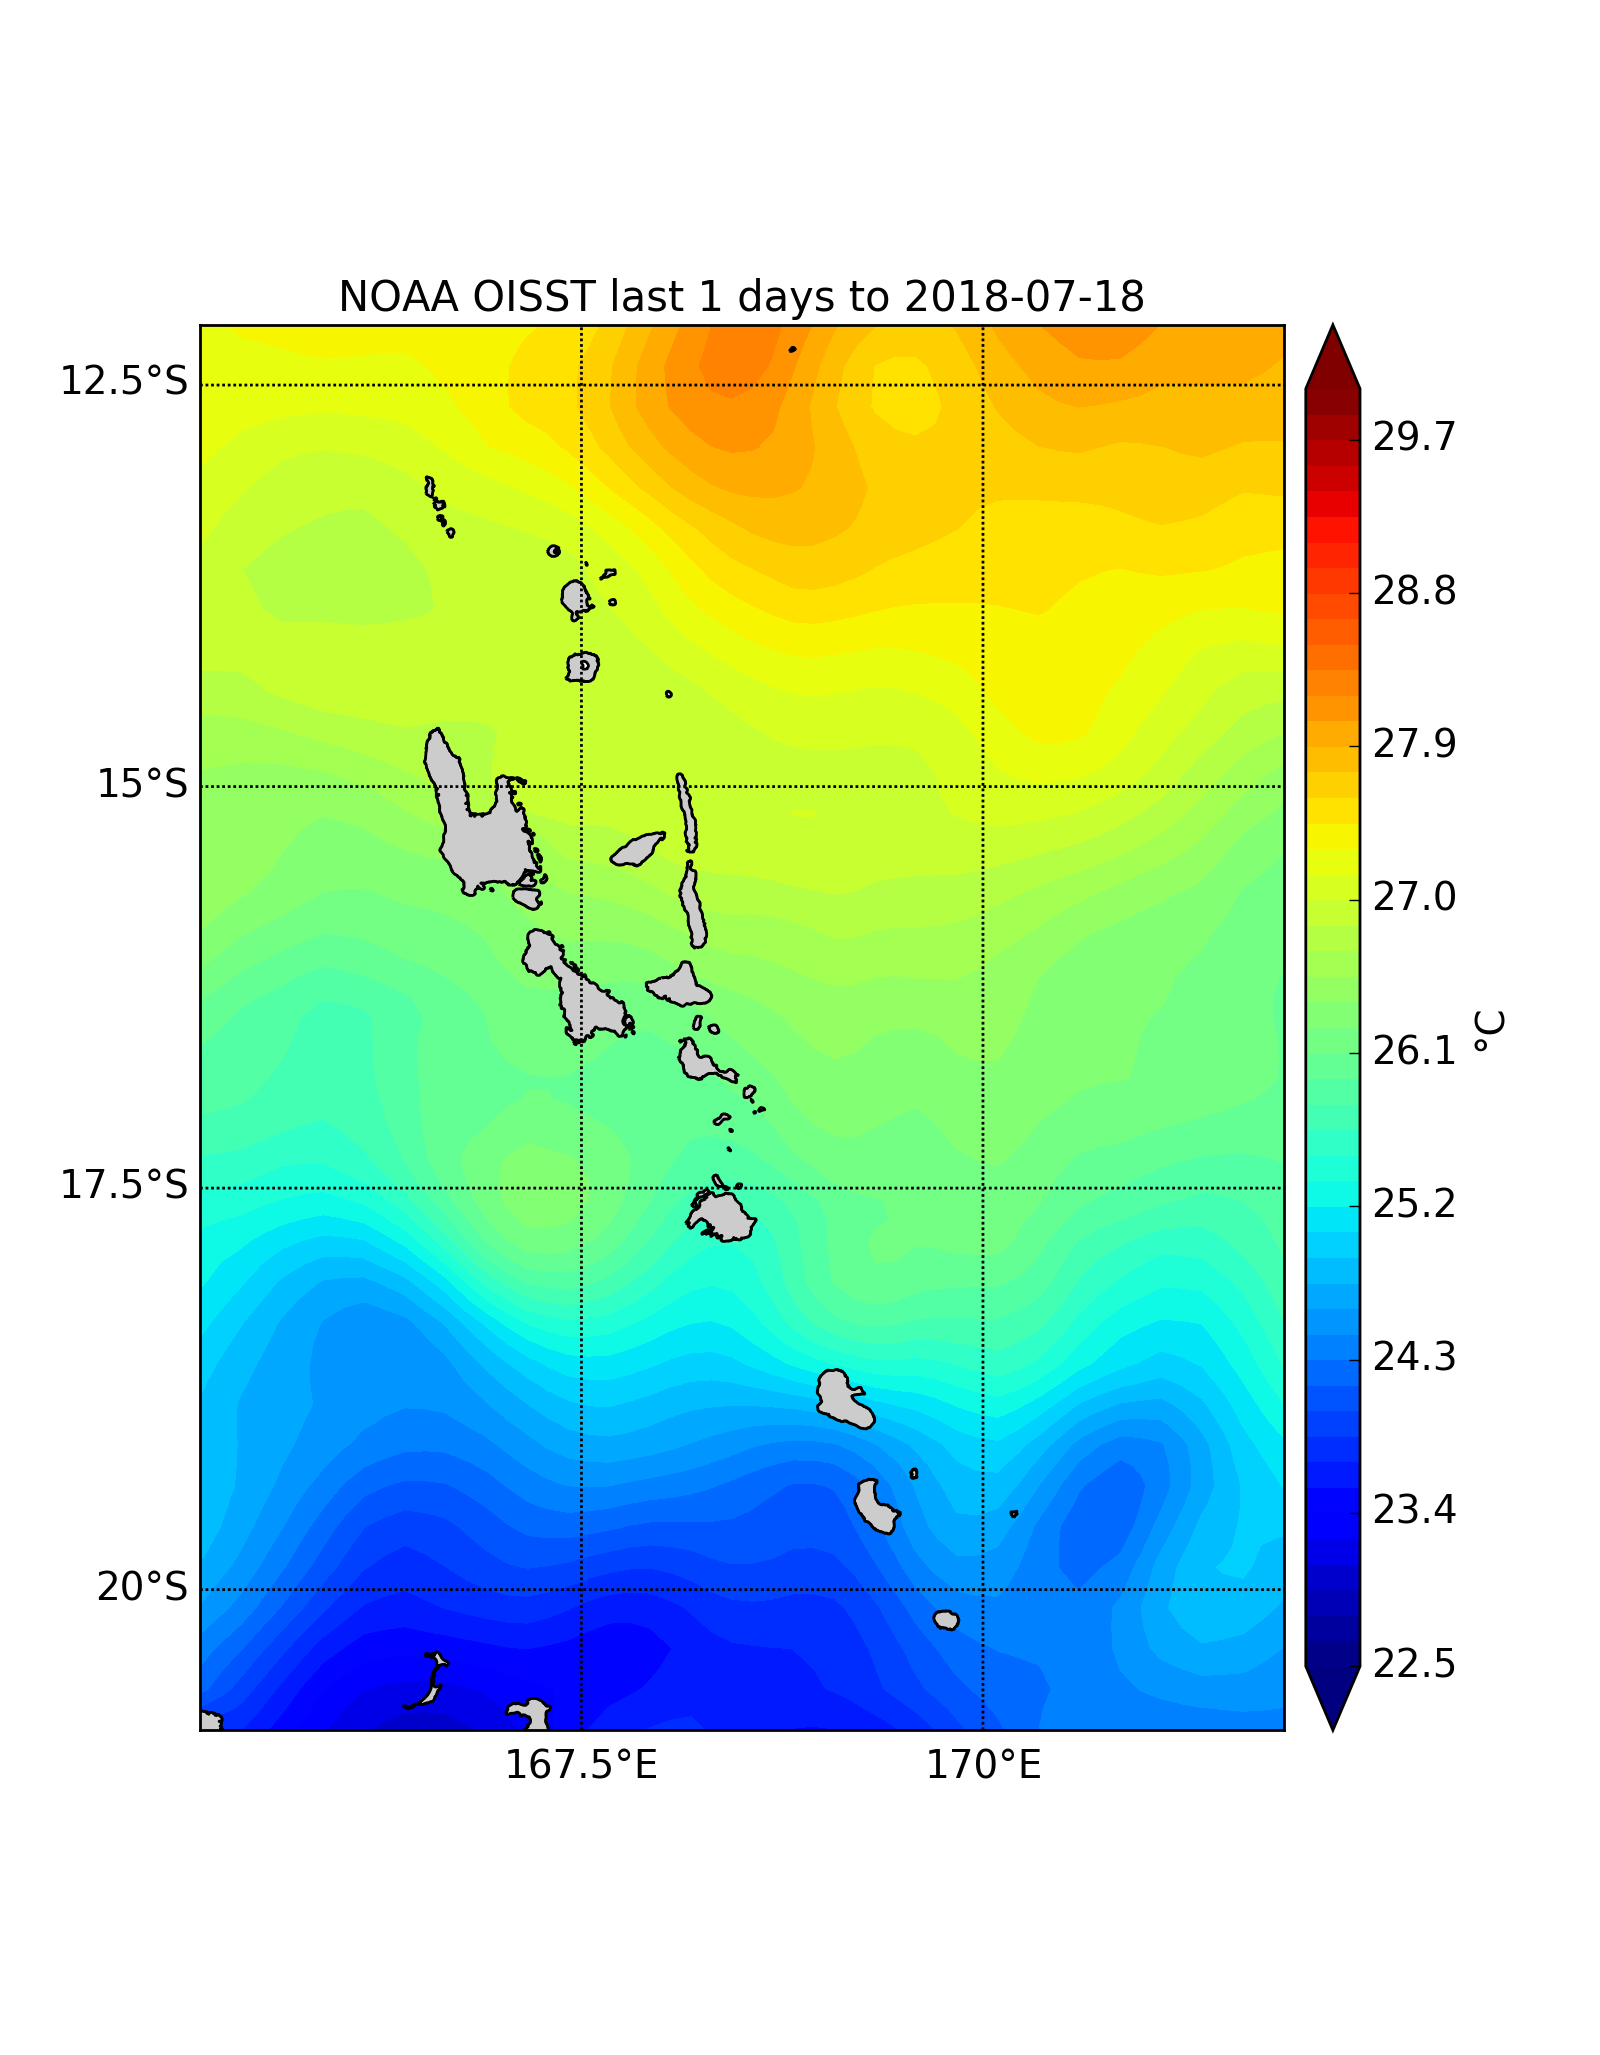 NOAA OISST last 1 days to 2018-07-18
12.5°S
15°S
17.5°S
20°S
167.5°E
170°E
29.7
28.8
27.9
27.0
26.1
25.2
24.3
23.4
22.5
°C